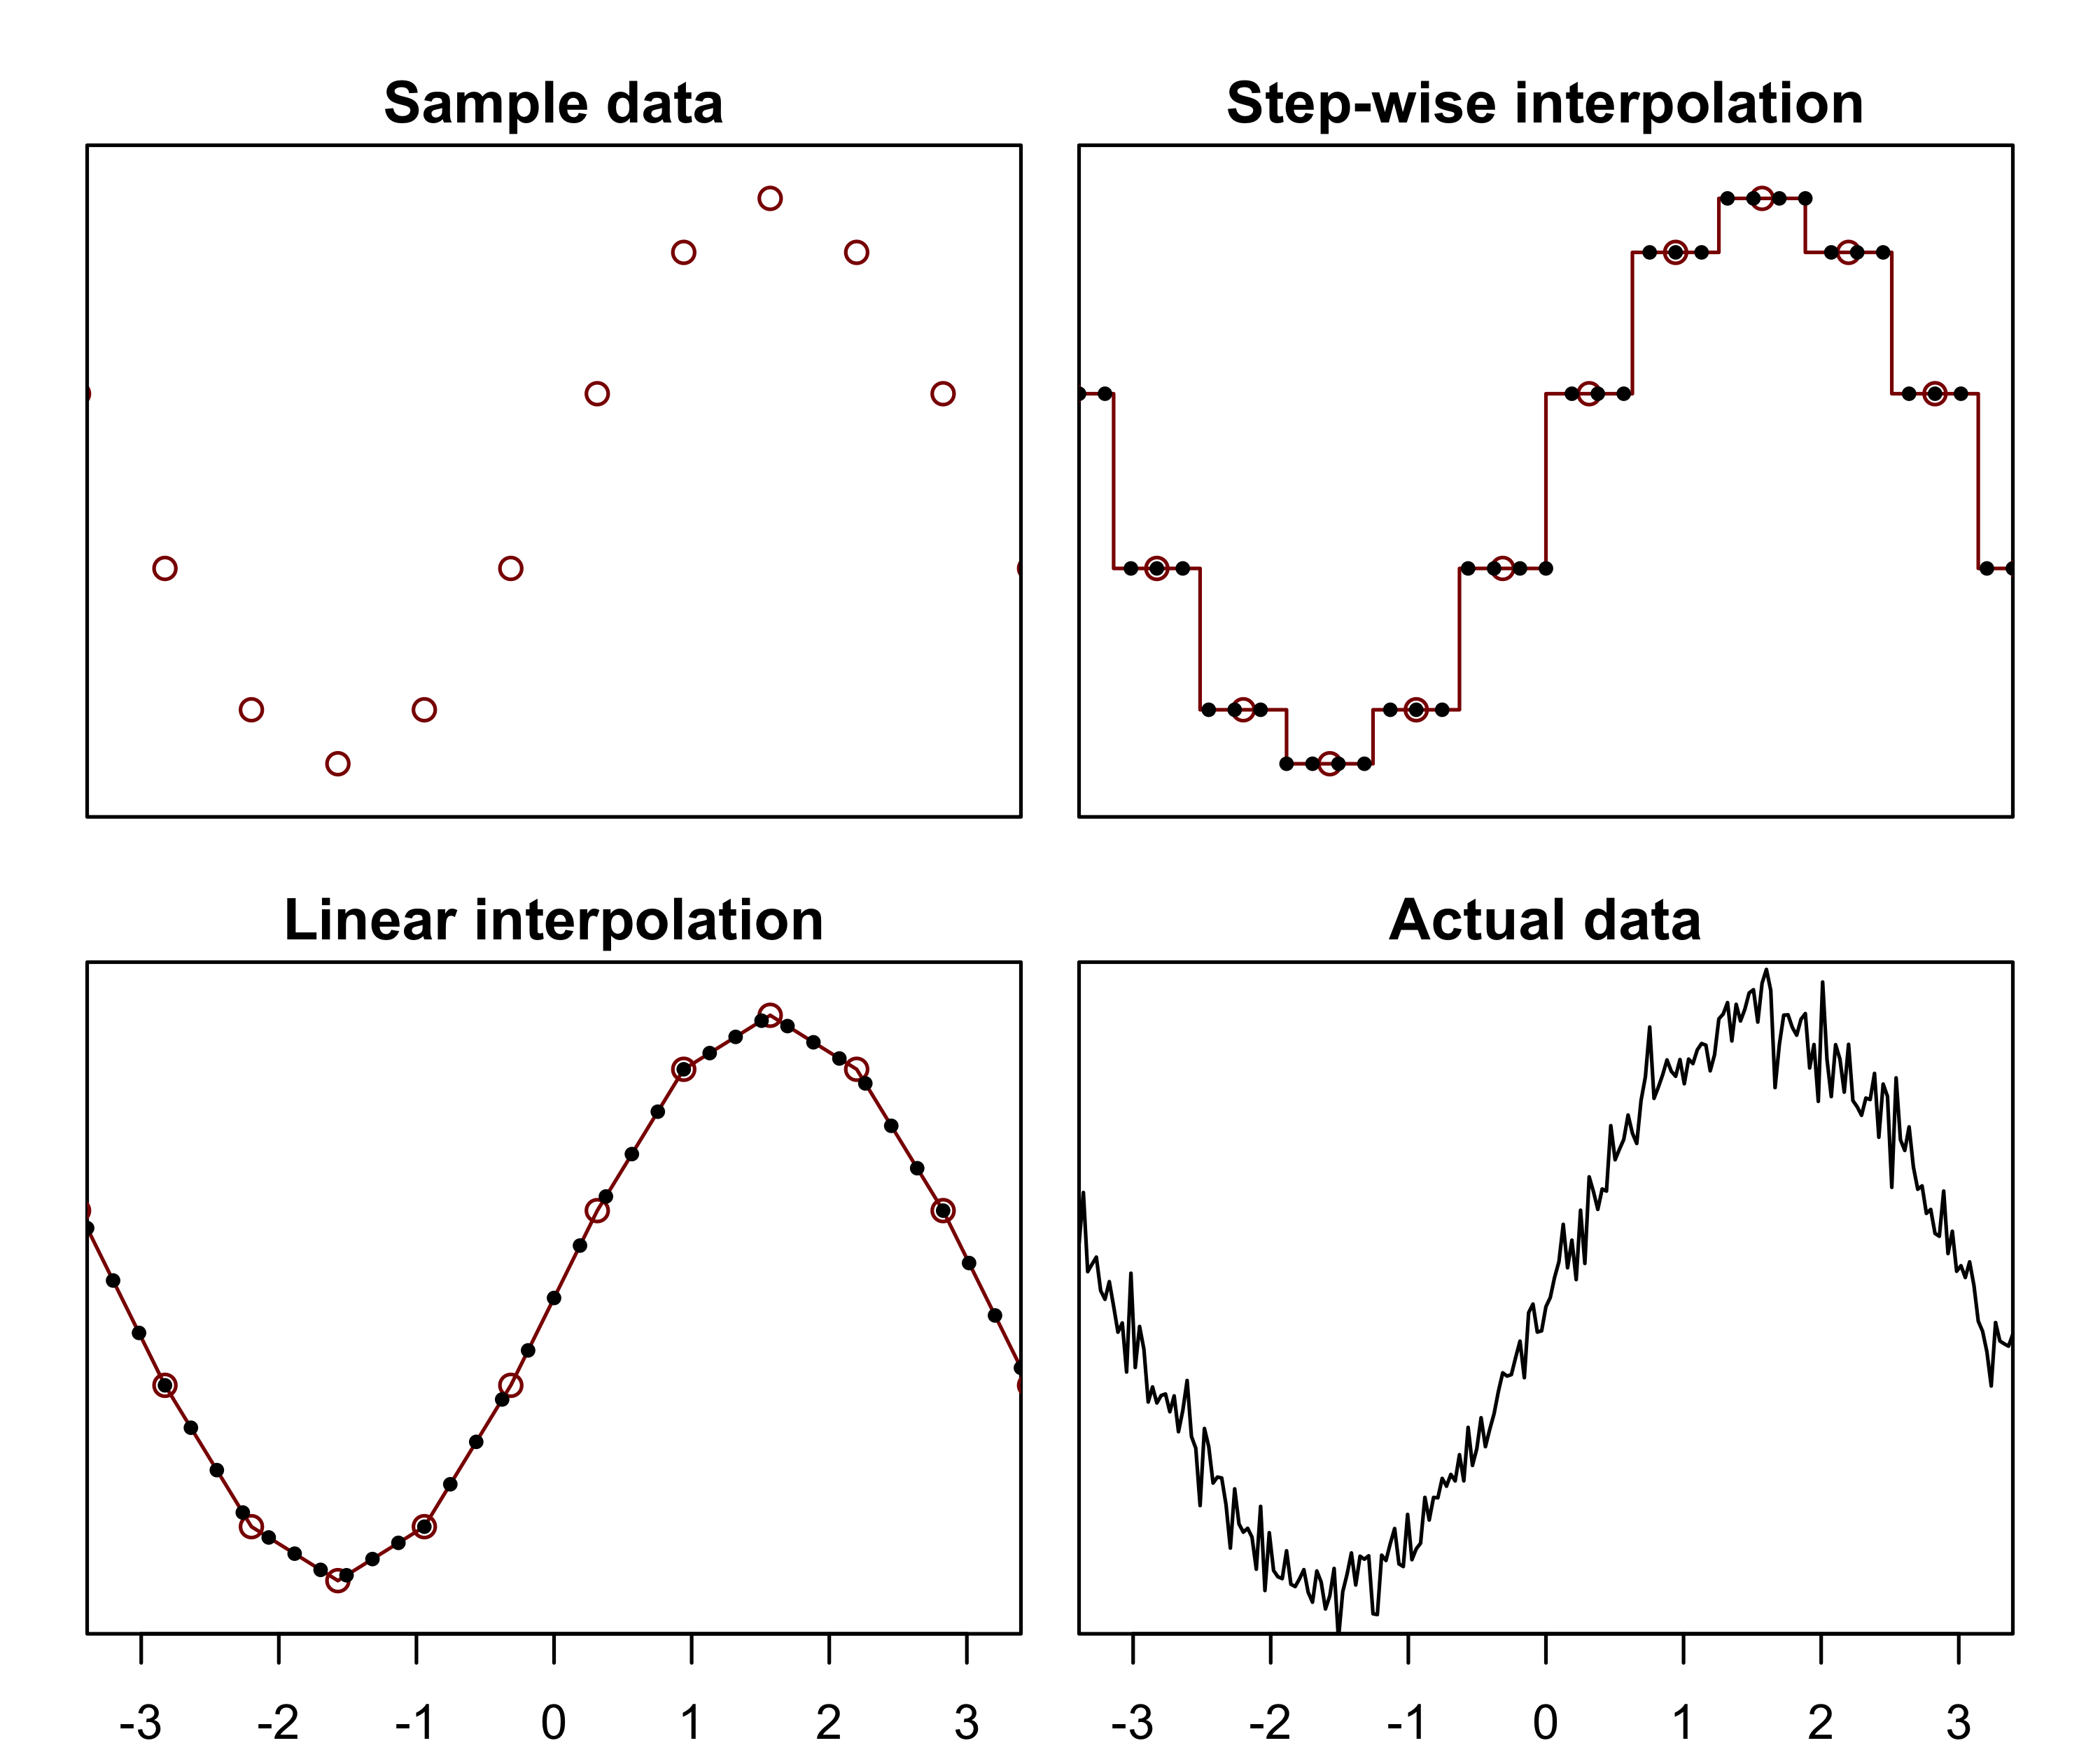 Sample data
Step-wise interpolation
Linear interpolation
Actual data
-3 -2 -1 0 1 2 3
-3 -2 -1 0 1 2 3